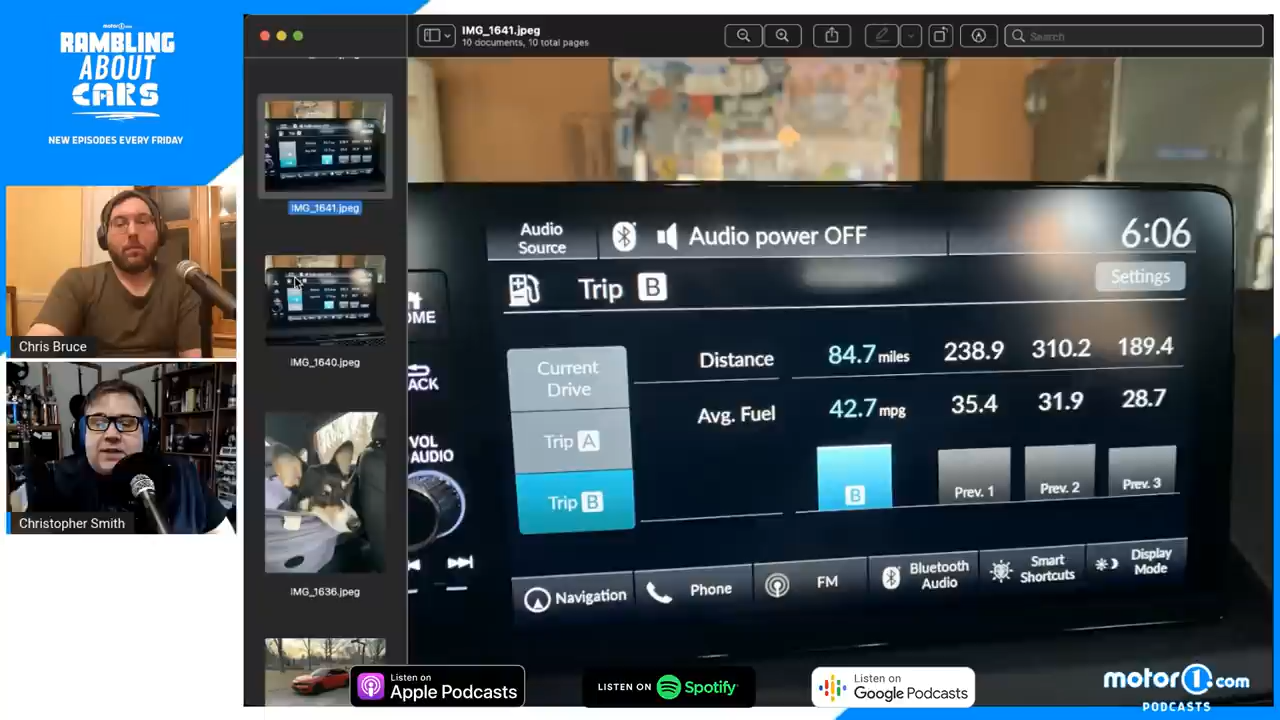 motor1.com
RAMBLING
ABOUT
CARS
NEW EPISODES EVERY FRIDAY
Chris Bruce
Christopher Smith
IMG_1641.jpeg
10 documents, 10 total pages
Search
IMG_1641.jpeg
IMG_1640.jpeg
IMG_1636.jpeg
Audio
Source
Audio power OFF
6:06
Trip B
Settings
OME
ACK
VOL
AUDIO
Current
Drive
Trip A
Trip B
Distance 84.7 miles 238.9 310.2 189.4
Avg. Fuel 42.7 mpg 35.4 31.9 28.7
B Prev. 1 Prev. 2 Prev. 3
Navigation
Phone
FM
Bluetooth
Audio
Smart
Shortcuts
Display
Mode
Listen on
Apple Podcasts
LISTEN ON Spotify
Listen on
Google Podcasts
motor1.com
PODCASTS